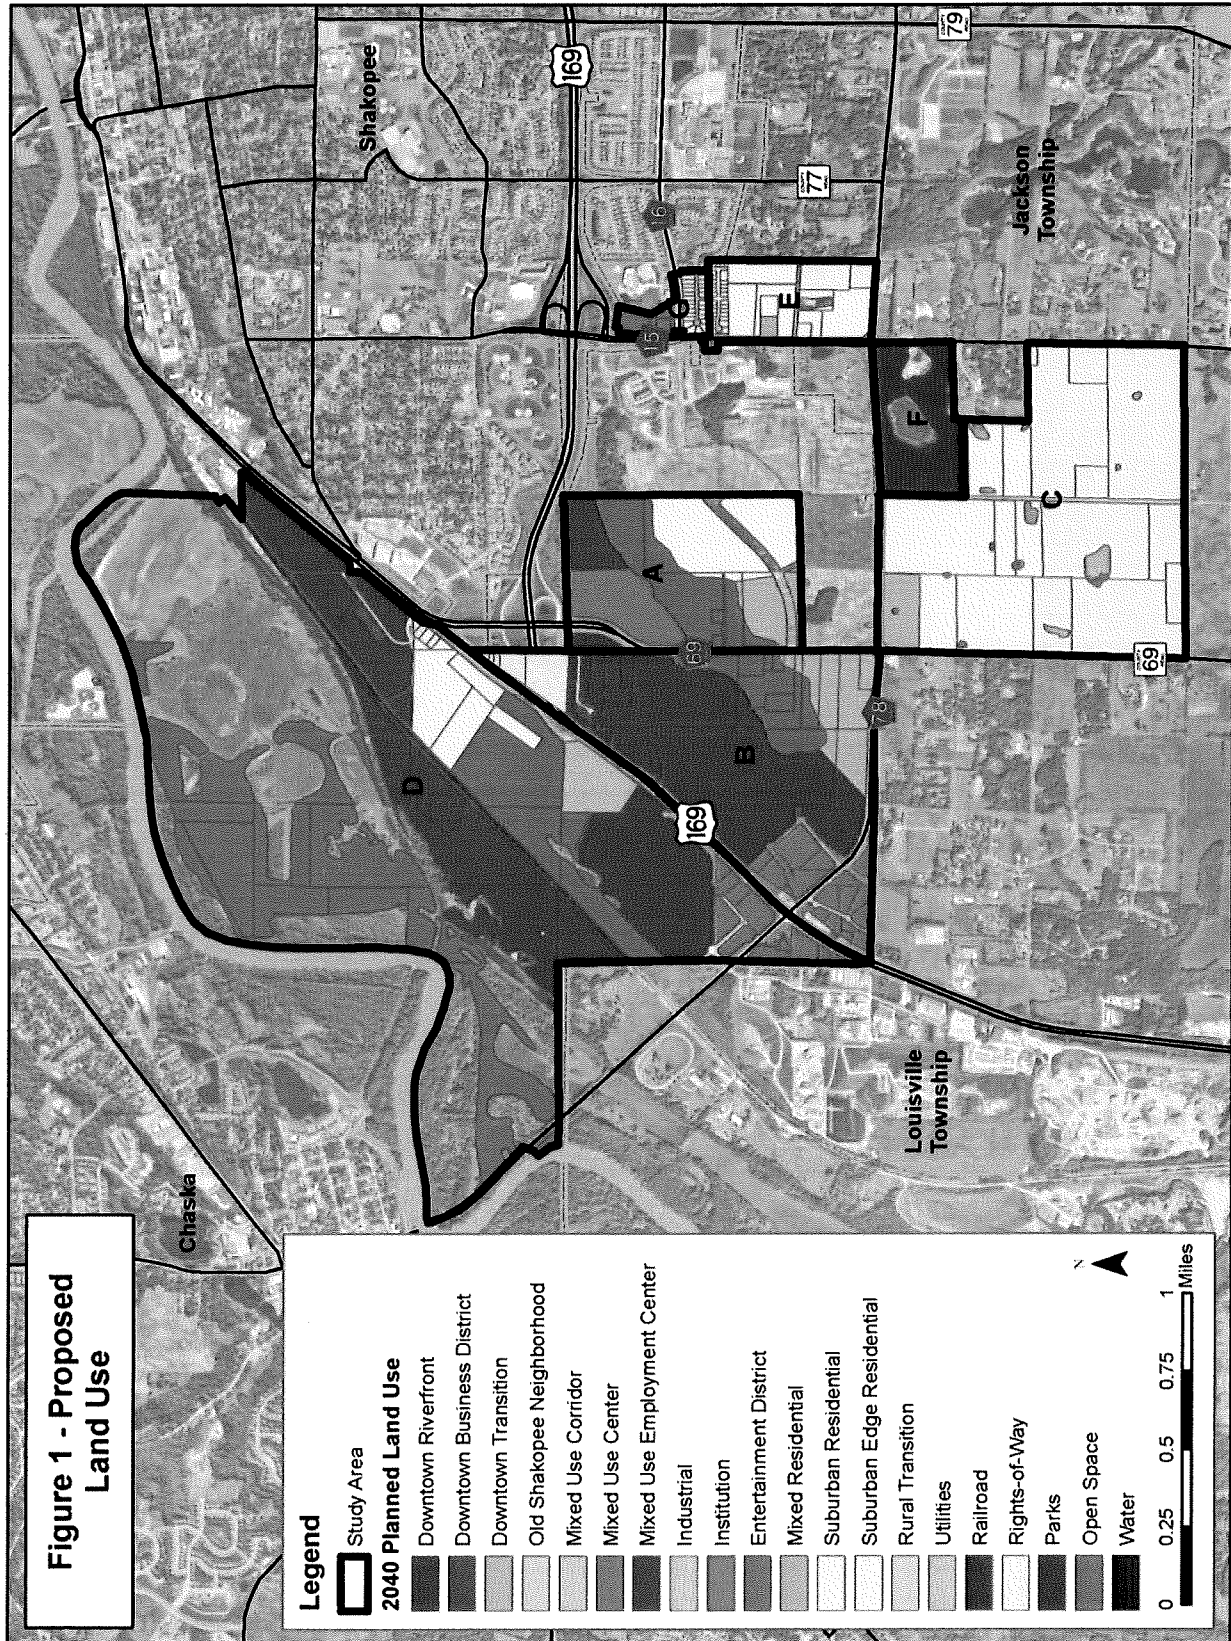 Figure 1 - Proposed
Land Use
Legend
Study Area
2040 Planned Land Use
Downtown Riverfront
Downtown Business District
Downtown Transition
Old Shakopee Neighborhood
Mixed Use Corridor
Mixed Use Center
Mixed Use Employment Center
Industrial
Institution
Entertainment District
Mixed Residential
Suburban Residential
Suburban Edge Residential
Rural Transition
Utilities
Railroad
Rights-of-Way
Parks
Open Space
Water
N
0 0.25 0.5 0.75 1
Miles
Chaska
Shakopee
Louisville
Township
Jackson
Township
169
169
69
69
78
77
79
16
15
A
B
C
D
E
F
G